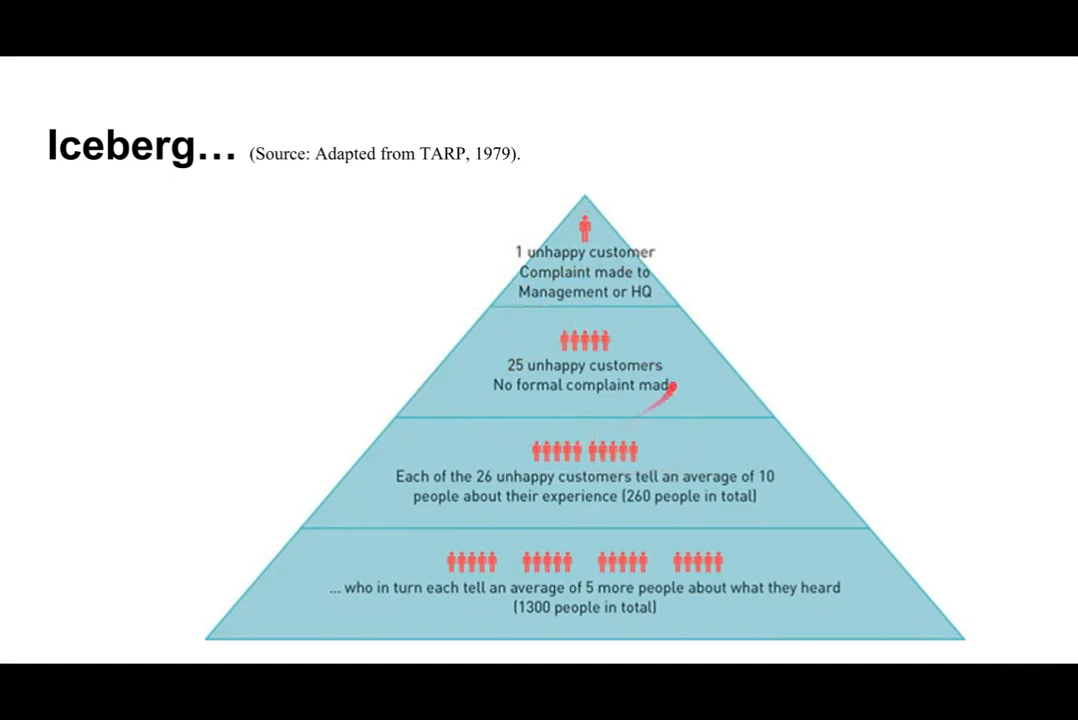 Iceberg... (Source: Adapted from TARP, 1979).
1 unhappy customer
Complaint made to
Management or HQ
25 unhappy customers
No formal complaint made
Each of the 26 unhappy customers tell an average of 10
people about their experience (260 people in total)
... who in turn each tell an average of 5 more people about what they heard
(1300 people in total)